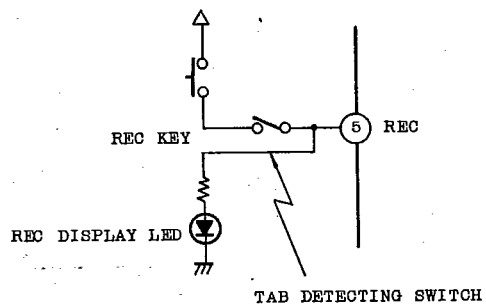 5 REC
REC KEY
REC DISPLAY LED
TAB DETECTING SWITCH